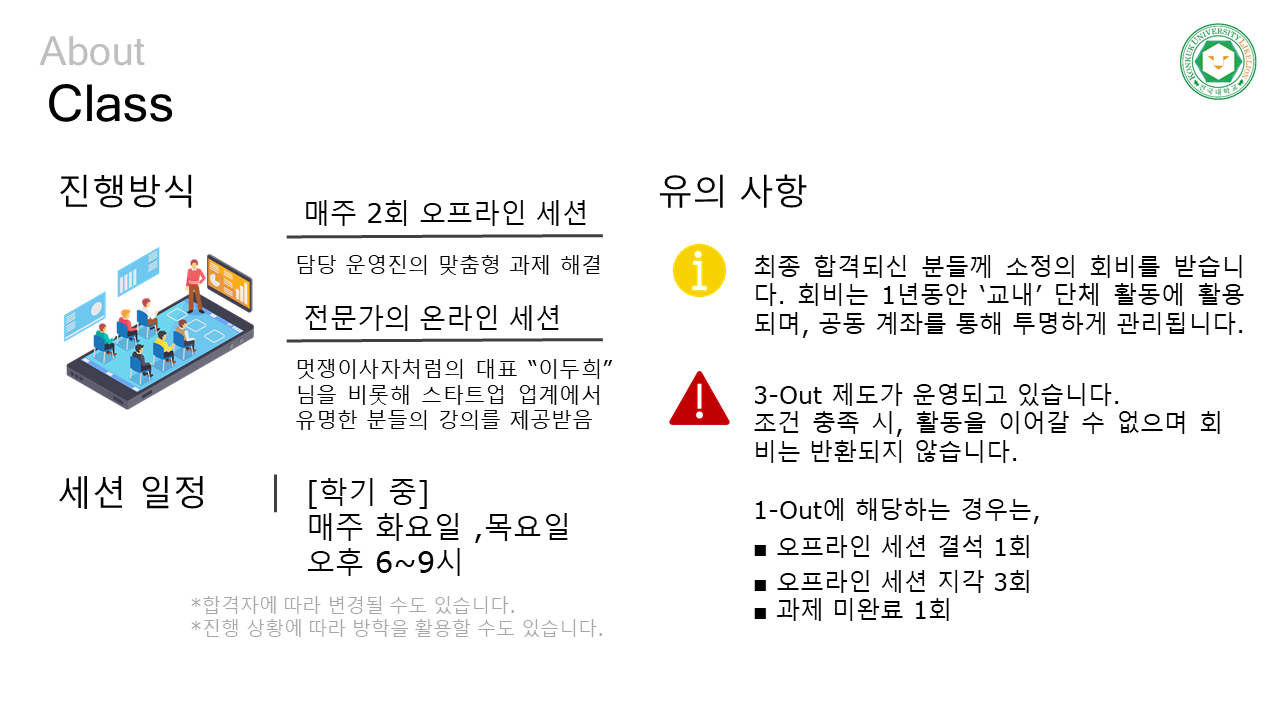 About
Class
KONKUK UNIVERSITY LIKELION
건국대학교
진행방식
매주 2회 오프라인 세션
담당 운영진의 맞춤형 과제 해결
전문가의 온라인 세션
멋쟁이사자처럼의 대표 “이두희”
님을 비롯해 스타트업 업계에서
유명한 분들의 강의를 제공받음
세션 일정
[학기 중]
매주 화요일 ,목요일
오후 6~9시
*합격자에 따라 변경될 수도 있습니다.
*진행 상황에 따라 방학을 활용할 수도 있습니다.
유의 사항
최종 합격되신 분들께 소정의 회비를 받습니
다. 회비는 1년동안 ‘교내’ 단체 활동에 활용
되며, 공동 계좌를 통해 투명하게 관리됩니다.
3-Out 제도가 운영되고 있습니다.
조건 충족 시, 활동을 이어갈 수 없으며 회
비는 반환되지 않습니다.
1-Out에 해당하는 경우는,
■ 오프라인 세션 결석 1회
■ 오프라인 세션 지각 3회
■ 과제 미완료 1회